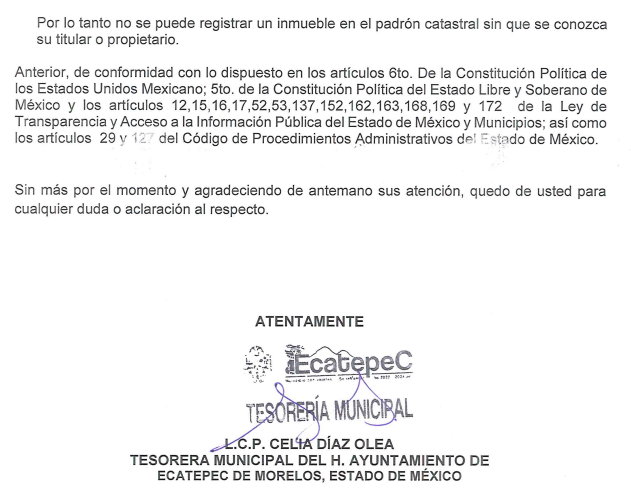 Por lo tanto no se puede registrar un inmueble en el padrón catastral sin que se conozca
su titular o propietario.
Anterior, de conformidad con lo dispuesto en los artículos 6to. De la Constitución Política de
los Estados Unidos Mexicano; 5to. de la Constitución Política del Estado Libre y Soberano de
México y los artículos 12,15,16,17,52,53,137,152,162,163,168,169 y 172 de la Ley de
Transparencia y Acceso a la Información Pública del Estado de México y Municipios; así como
los artículos 29 y 127 del Código de Procedimientos Administrativos del Estado de México.
Sin más por el momento y agradeciendo de antemano sus atención, quedo de usted para
cualquier duda o aclaración al respecto.
ATENTAMENTE
EcatepeC
TESORERÍA MUNICIPAL
L.C.P. CELIA DÍAZ OLEA
TESORERA MUNICIPAL DEL H. AYUNTAMIENTO DE
ECATEPEC DE MORELOS, ESTADO DE MÉXICO